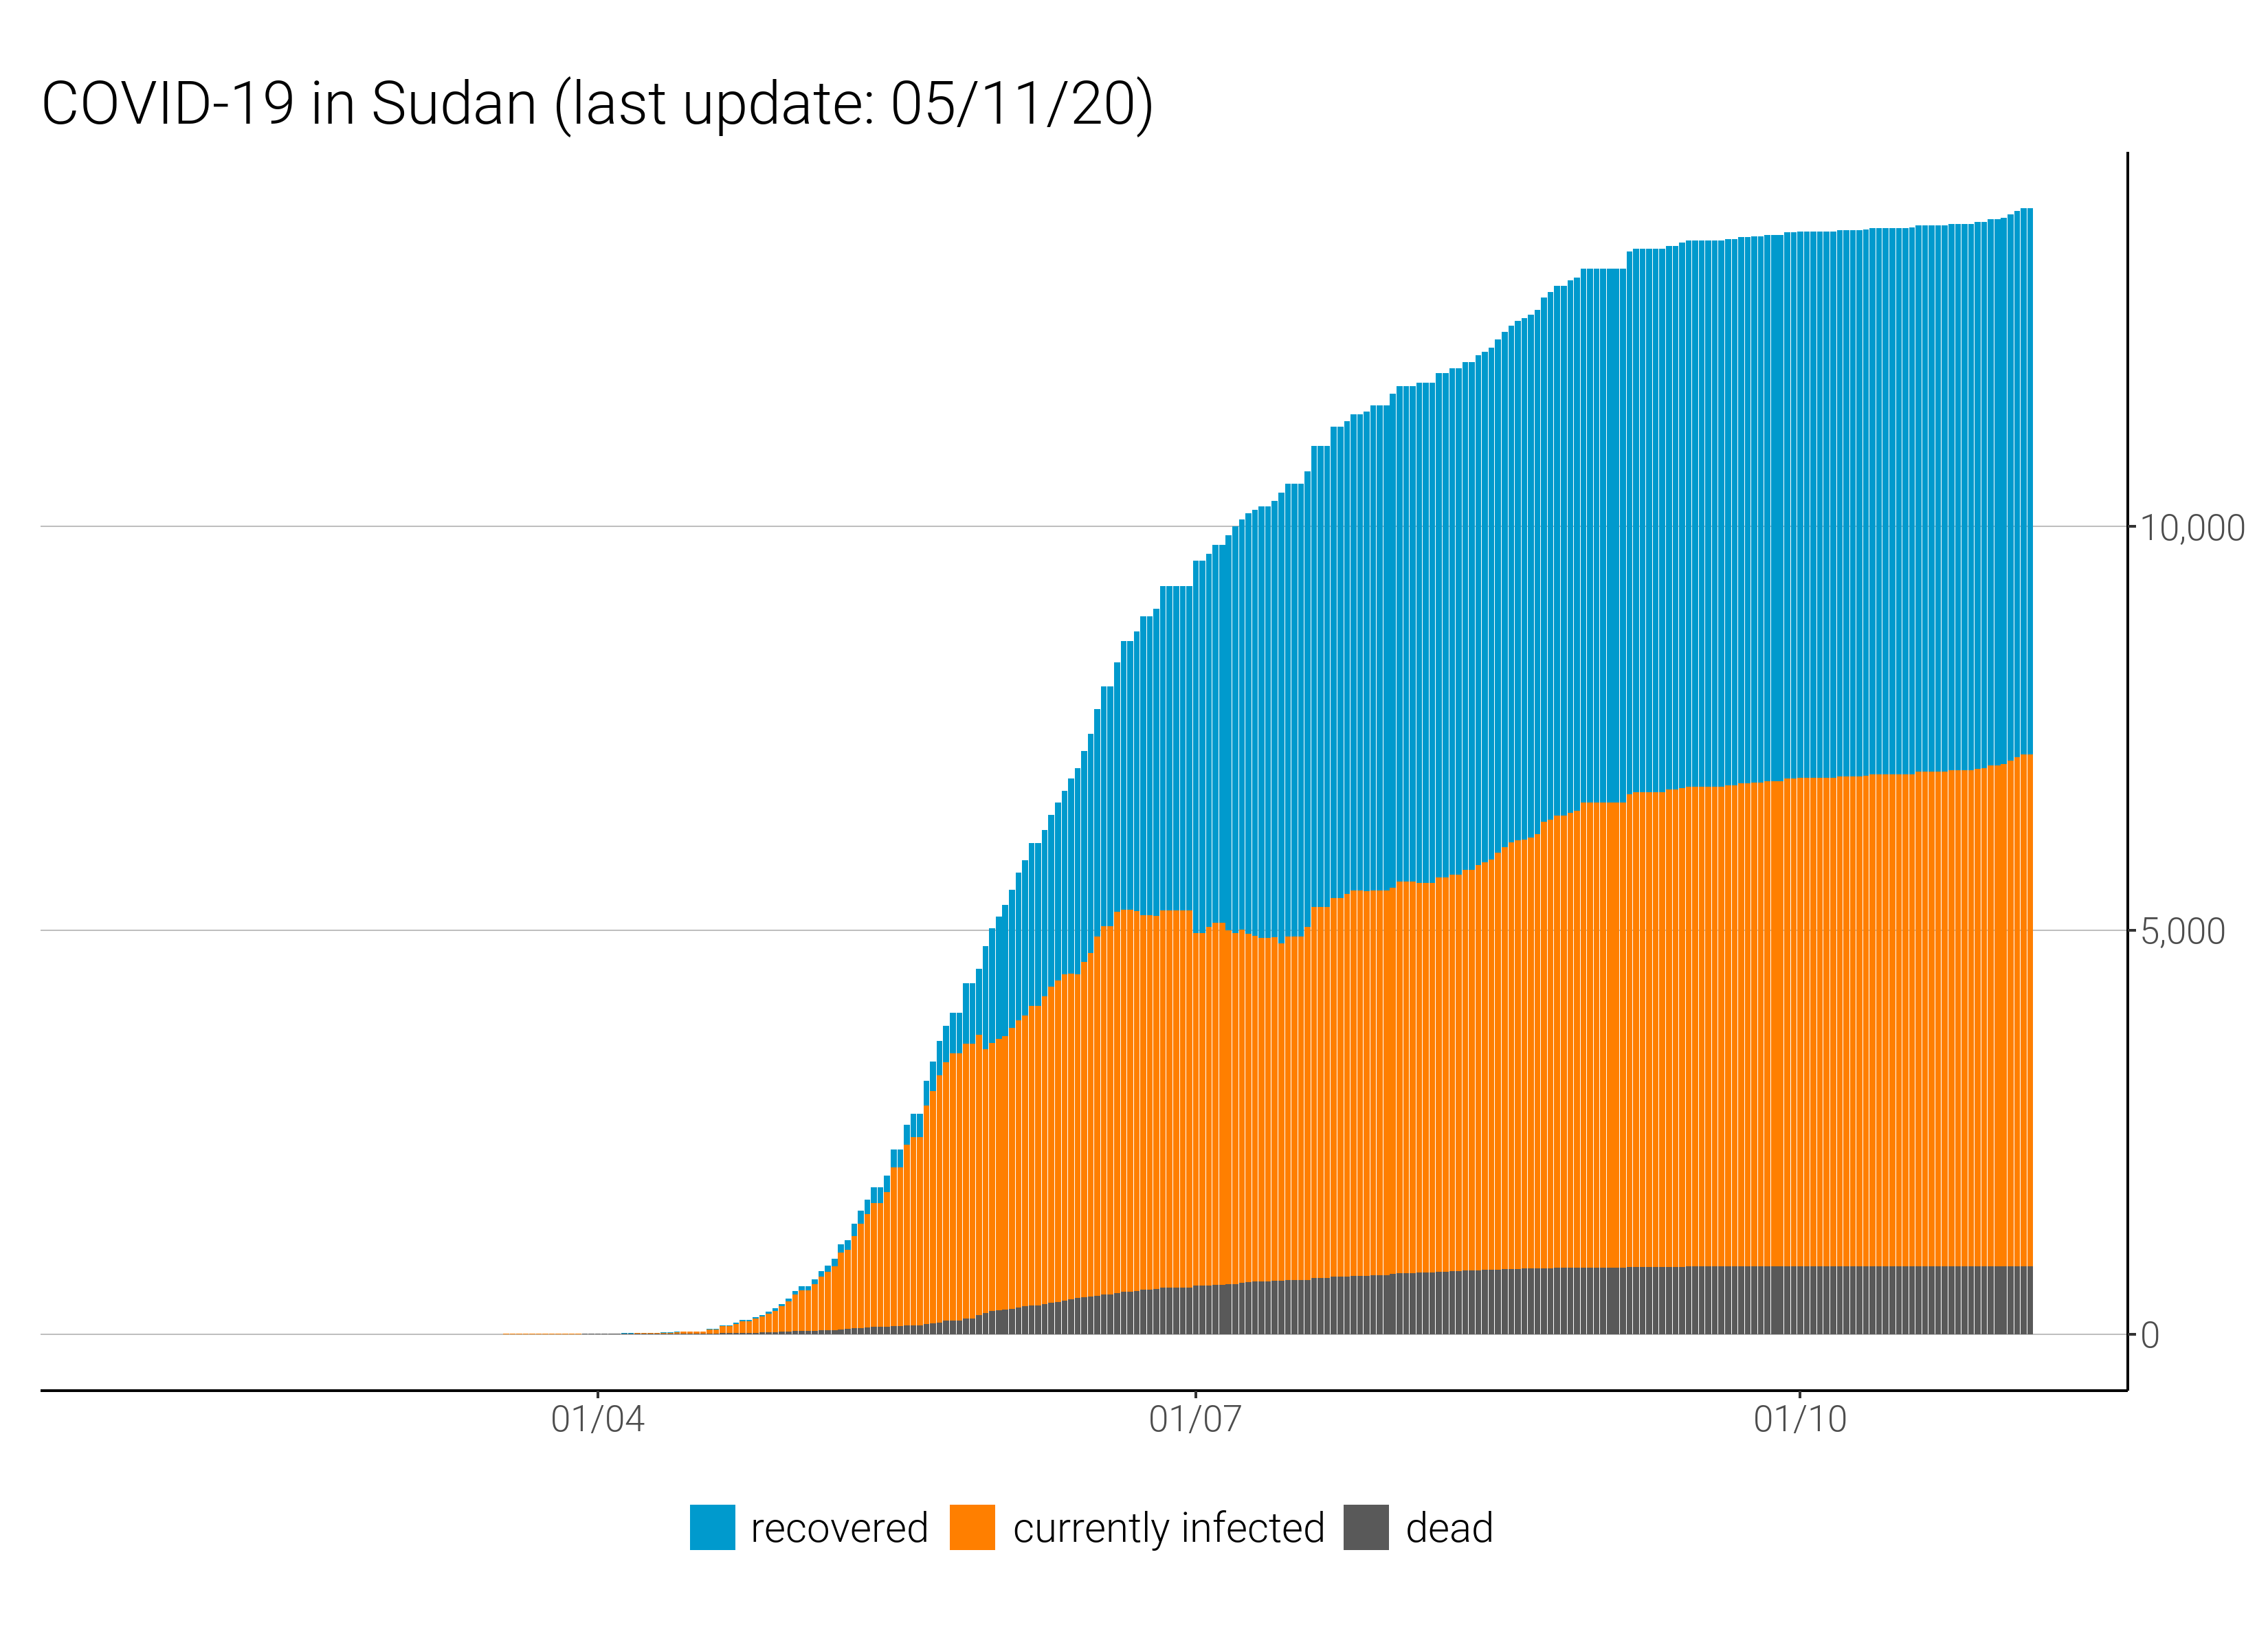 COVID-19 in Sudan (last update: 05/11/20)
10,000
5,000
0
01/04 01/07 01/10
recovered currently infected dead